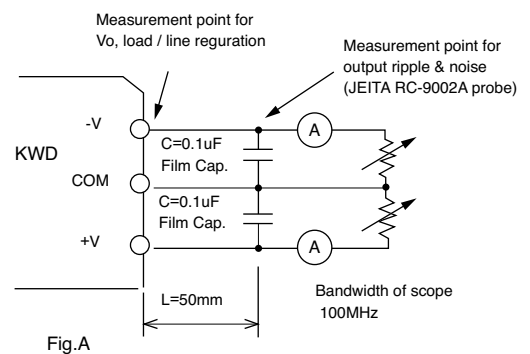 Measurement point for
Vo, load / line reguration
Measurement point for
output ripple & noise
(JEITA RC-9002A probe)
-V
A
C=0.1uF
Film Cap.
KWD
COM
C=0.1uF
Film Cap.
+V
A
L=50mm
Bandwidth of scope
100MHz
Fig.A